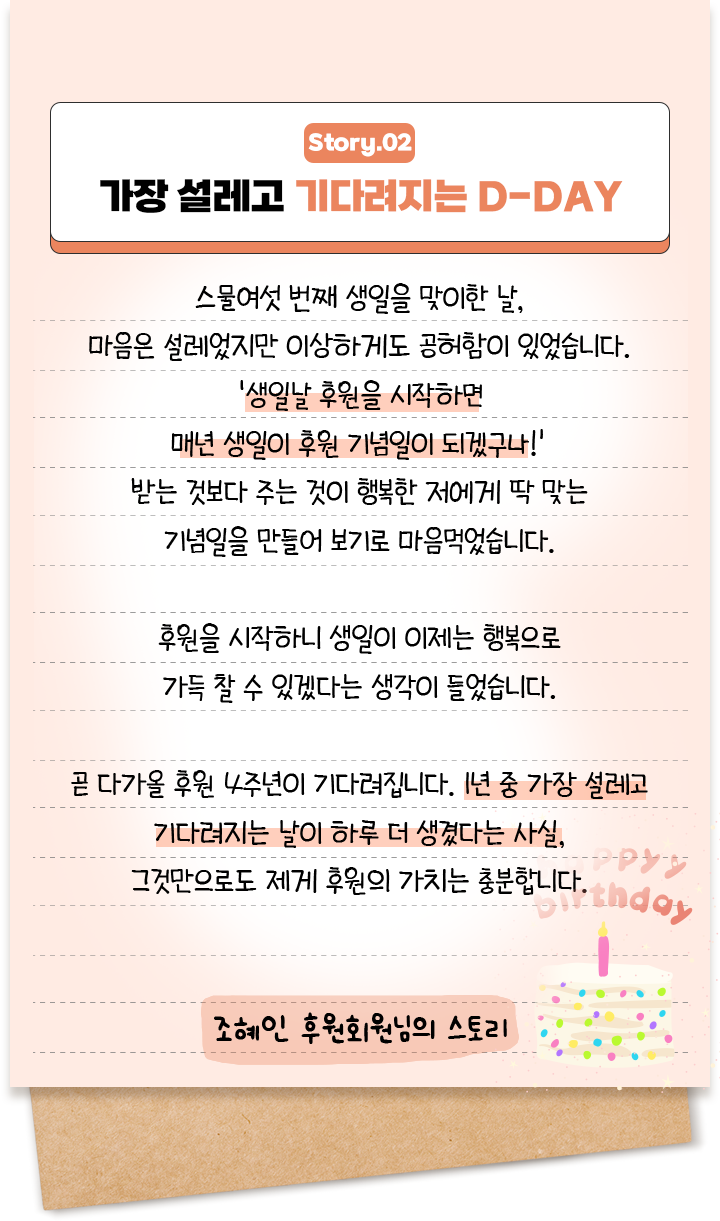 Story.02
가장 설레고 기다려지는 D-DAY
스물여섯 번째 생일을 맞이한 날,
마음은 설레었지만 이상하게도 공허함이 있었습니다.
'생일날 후원을 시작하면
매년 생일이 후원 기념일이 되겠구나!'
받는 것보다 주는 것이 행복한 저에게 딱 맞는
기념일을 만들어 보기로 마음먹었습니다.
후원을 시작하니 생일이 이제는 행복으로
가득 찰 수 있겠다는 생각이 들었습니다.
곧 다가올 후원 4주년이 기다려집니다. 1년 중 가장 설레고
기다려지는 날이 하루 더 생겼다는 사실,
그것만으로도 제게 후원의 가치는 충분합니다.
birthday
조혜인 후원회원님의 스토리